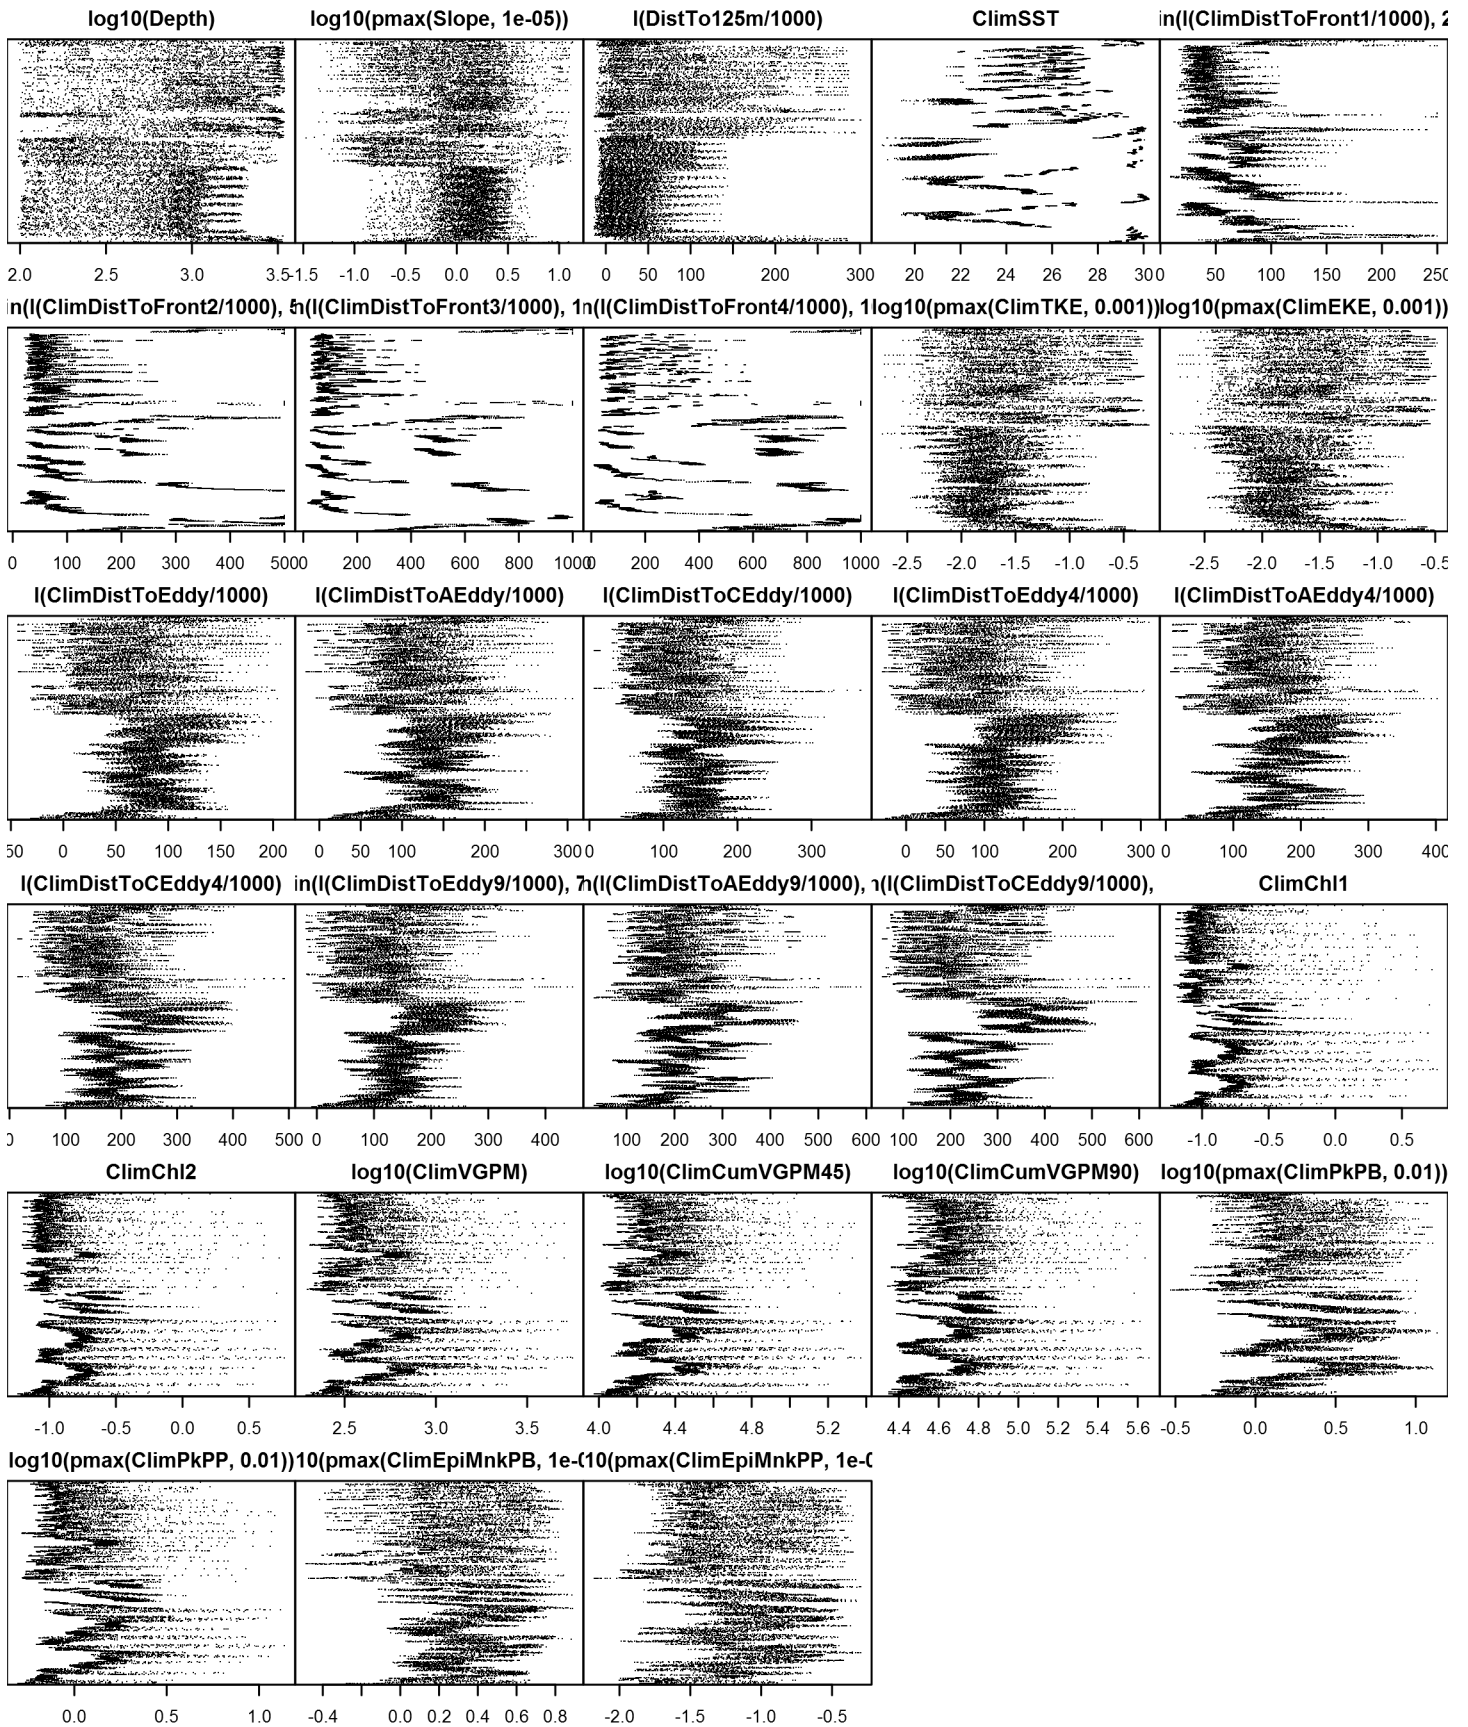 log10(Depth) log10(pmax(Slope, 1e-05)) I(DistTo125m/1000) ClimSST in(I(ClimDistToFront1/1000), 2
2.0 2.5 3.0 3.5 -1.5 -1.0 -0.5 0.0 0.5 1.0 0 50 100 150 200 300 20 22 24 26 28 30 0 50 100 150 200 250
in(I(ClimDistToFront2/1000), 5 n(I(ClimDistToFront3/1000), 1 n(I(ClimDistToFront4/1000), 1 log10(pmax(ClimTKE, 0.001)) log10(pmax(ClimEKE, 0.001))
0 100 200 300 400 500 0 200 400 600 800 1000 0 200 400 600 800 1000 -2.5 -2.0 -1.5 -1.0 -0.5 -2.5 -2.0 -1.5 -1.0 -0.5
I(ClimDistToEddy/1000) I(ClimDistToAEddy/1000) I(ClimDistToCEddy/1000) I(ClimDistToEddy4/1000) I(ClimDistToAEddy4/1000)
50 0 50 100 150 200 0 50 100 200 300 0 100 200 300 0 50 100 150 200 300 0 100 200 300 400
I(ClimDistToCEddy4/1000) in(I(ClimDistToEddy9/1000), 7 n(I(ClimDistToAEddy9/1000), n(I(ClimDistToCEddy9/1000), ClimChl1
0 100 200 300 400 500 0 100 200 300 400 100 200 300 400 500 600 100 200 300 400 500 600 -1.0 -0.5 0.0 0.5
ClimChl2 log10(ClimVGPM) log10(ClimCumVGPM45) log10(ClimCumVGPM90) log10(pmax(ClimPkPB, 0.01))
-1.0 -0.5 0.0 0.5 2.5 3.0 3.5 4.0 4.4 4.8 5.2 4.4 4.6 4.8 5.0 5.2 5.4 5.6 -0.5 0.0 0.5 1.0
log10(pmax(ClimPkPP, 0.01)) 10(pmax(ClimEpiMnkPB, 1e-0 10(pmax(ClimEpiMnkPP, 1e-0
0.0 0.5 1.0 -0.4 0.0 0.2 0.4 0.6 0.8 -2.0 -1.5 -1.0 -0.5